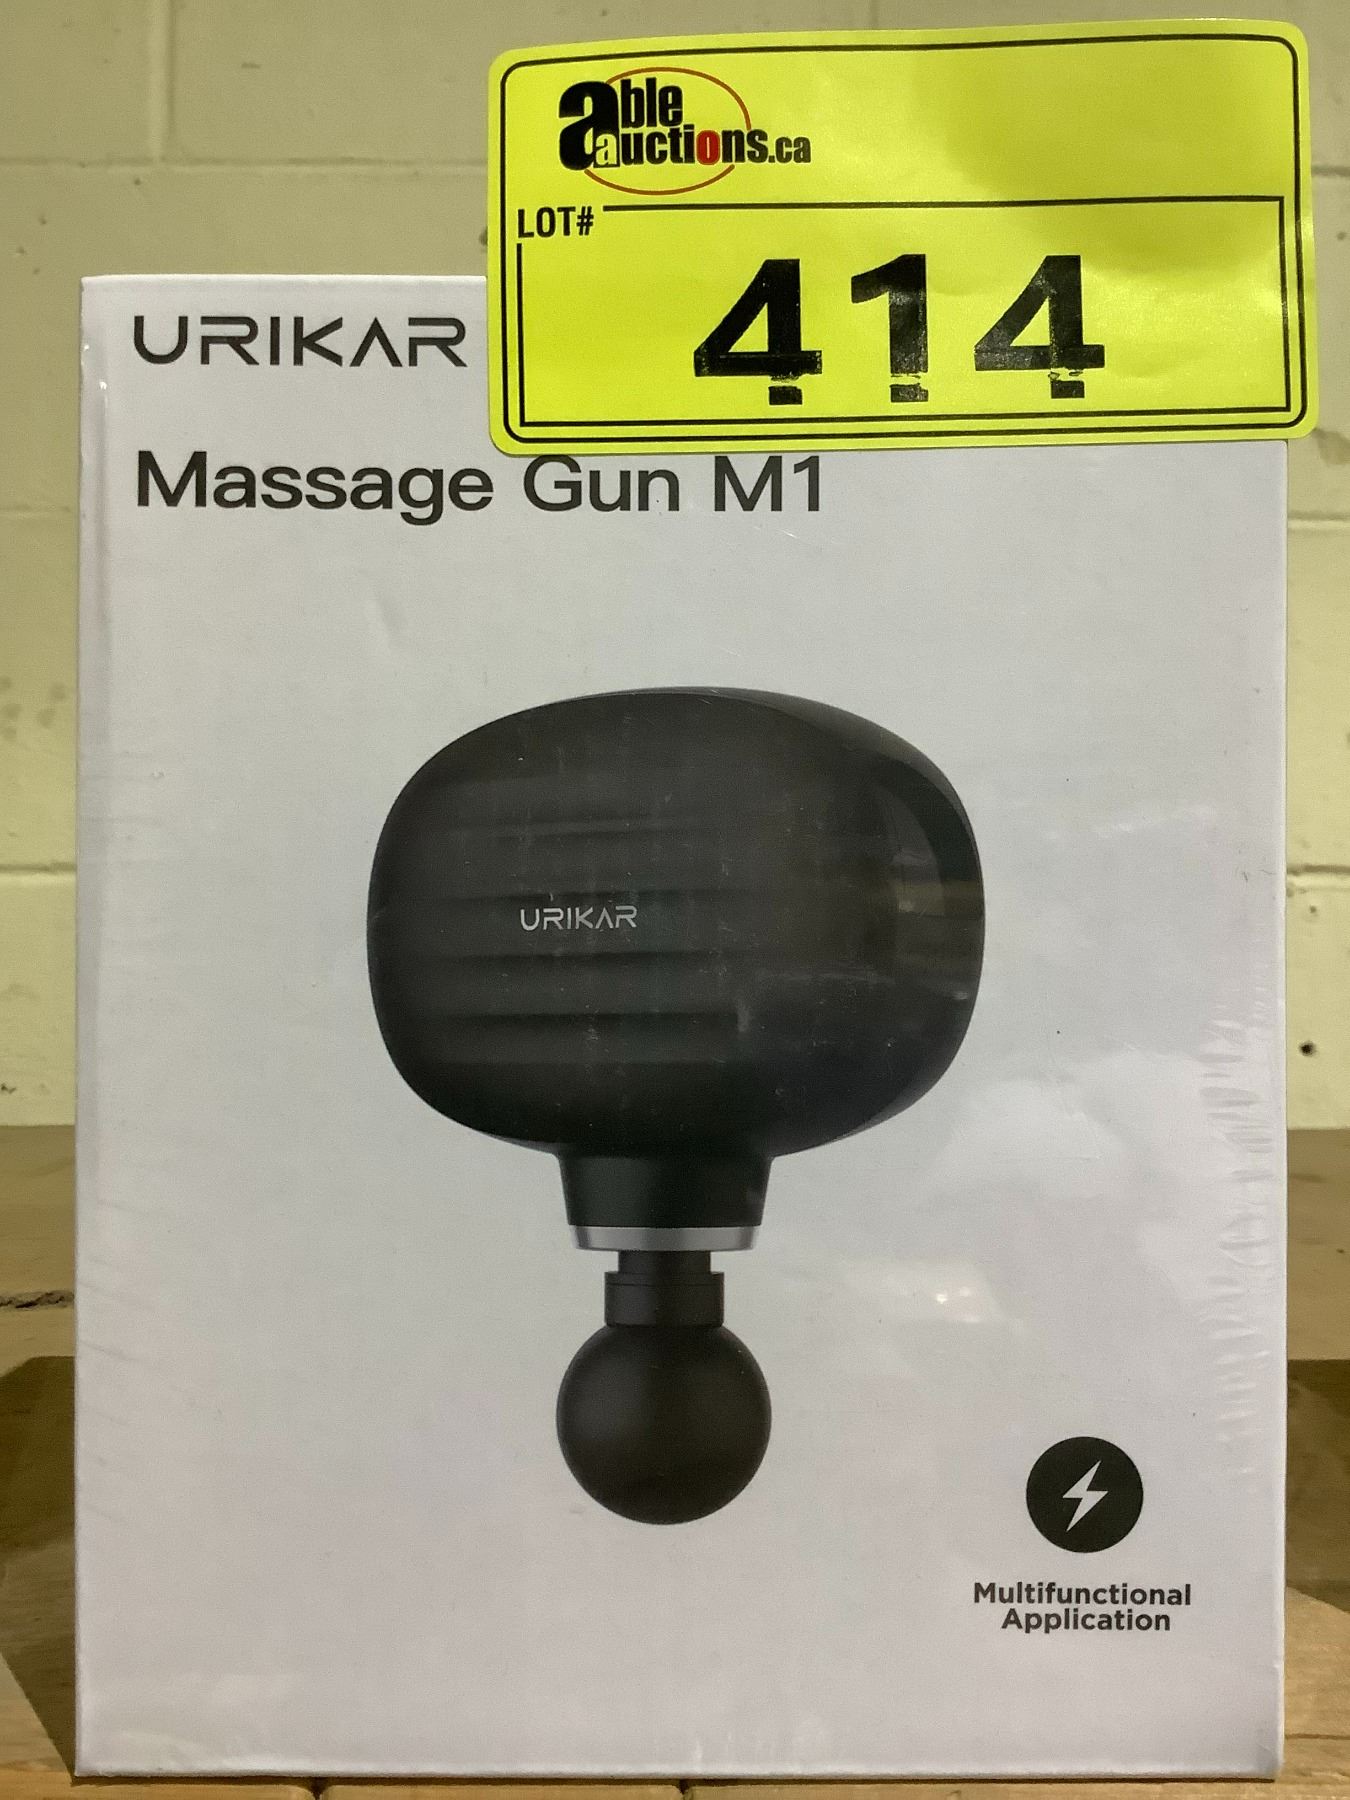 able
auctions.ca
LOT#
414
URIKAR
Massage Gun M1
URIKAR
Multifunctional
Application